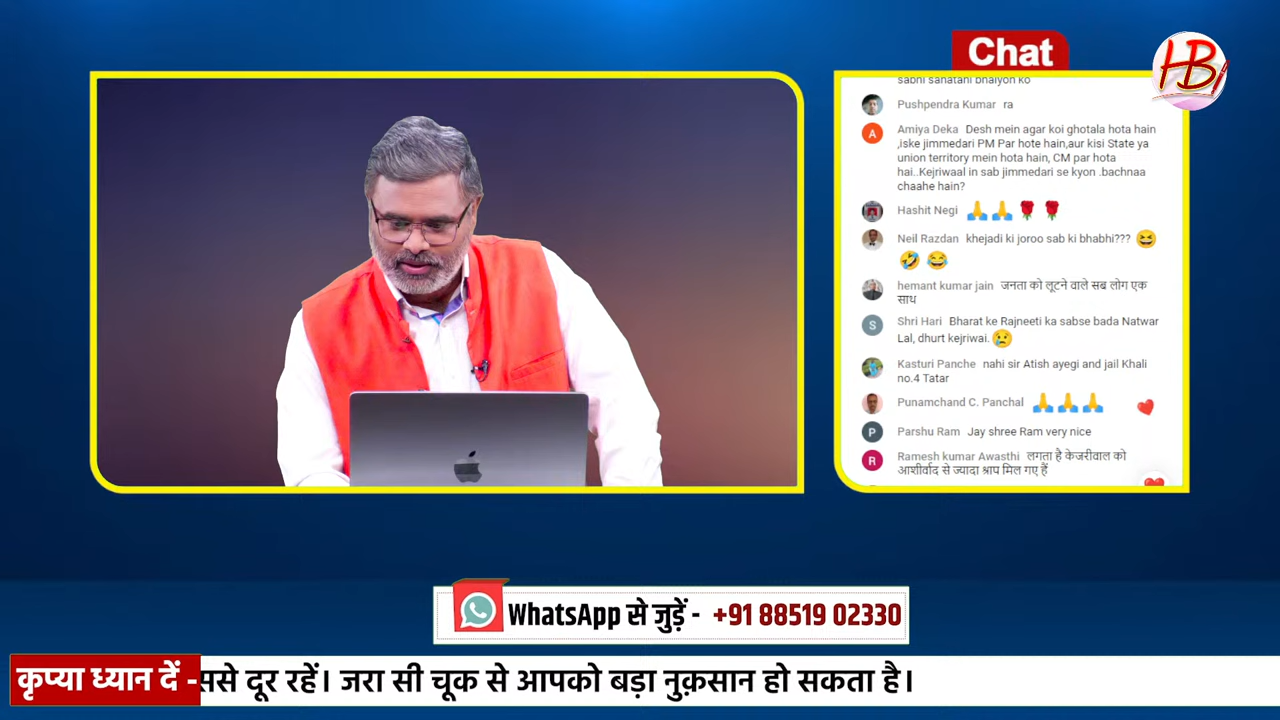 Chat
HB
sabhi sanatani bhaiyon ko
Pushpendra Kumar ra
Amiya Deka Desh mein agar koi ghotala hota hain
,iske jimmedari PM Par hote hain,aur kisi State ya
union territory mein hota hain, CM par hota
hai..Kejriwaal in sab jimmedari se kyon .bachnaa
chaahe hain?
Hashit Negi 🙏🙏🌹🌹
Neil Razdan khejadi ki joroo sab ki bhabhi??? 😆
🤣😂
hemant kumar jain जनता को लूटने वाले सब लोग एक
साथ
Shri Hari Bharat ke Rajneeti ka sabse bada Natwar
Lal, dhurt kejriwai.😢
Kasturi Panche nahi sir Atish ayegi and jail Khali
no.4 Tatar
Punamchand C. Panchal 🙏🙏🙏
Parshu Ram Jay shree Ram very nice
Ramesh kumar Awasthi लगता है केजरीवाल को
आशीर्वाद से ज्यादा श्राप मिल गए हैं
WhatsApp से जुड़ें - +91 88519 02330
कृप्या ध्यान दें -ससे दूर रहें। जरा सी चूक से आपको बड़ा नुक़सान हो सकता है।